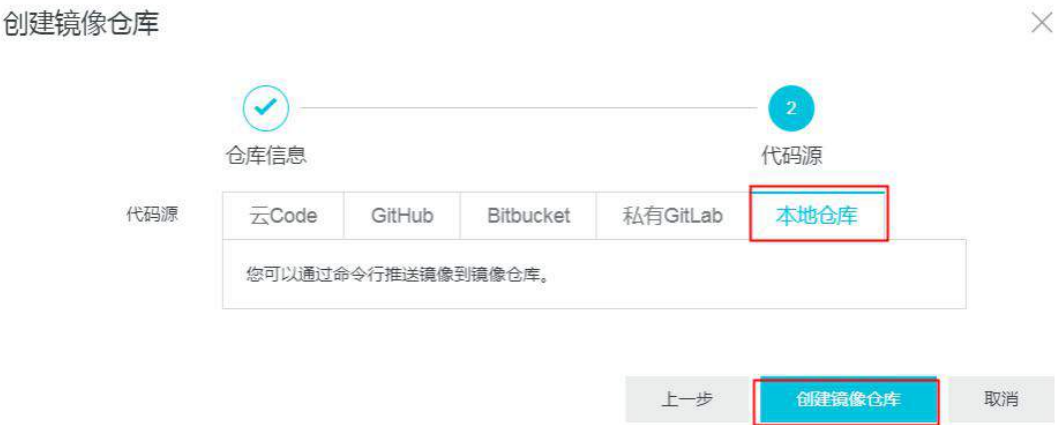 创建镜像仓库
2
仓库信息 代码源
代码源 云Code GitHub Bitbucket 私有GitLab 本地仓库
您可以通过命令行推送镜像到镜像仓库。
上一步 创建镜像仓库 取消